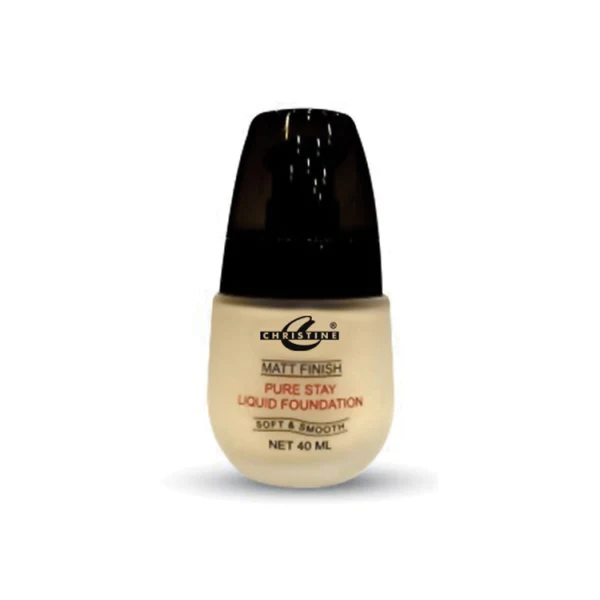 CHRISTINE®
MATT FINISH
PURE STAY
LIQUID FOUNDATION
SOFT & SMOOTH
NET 40 ML